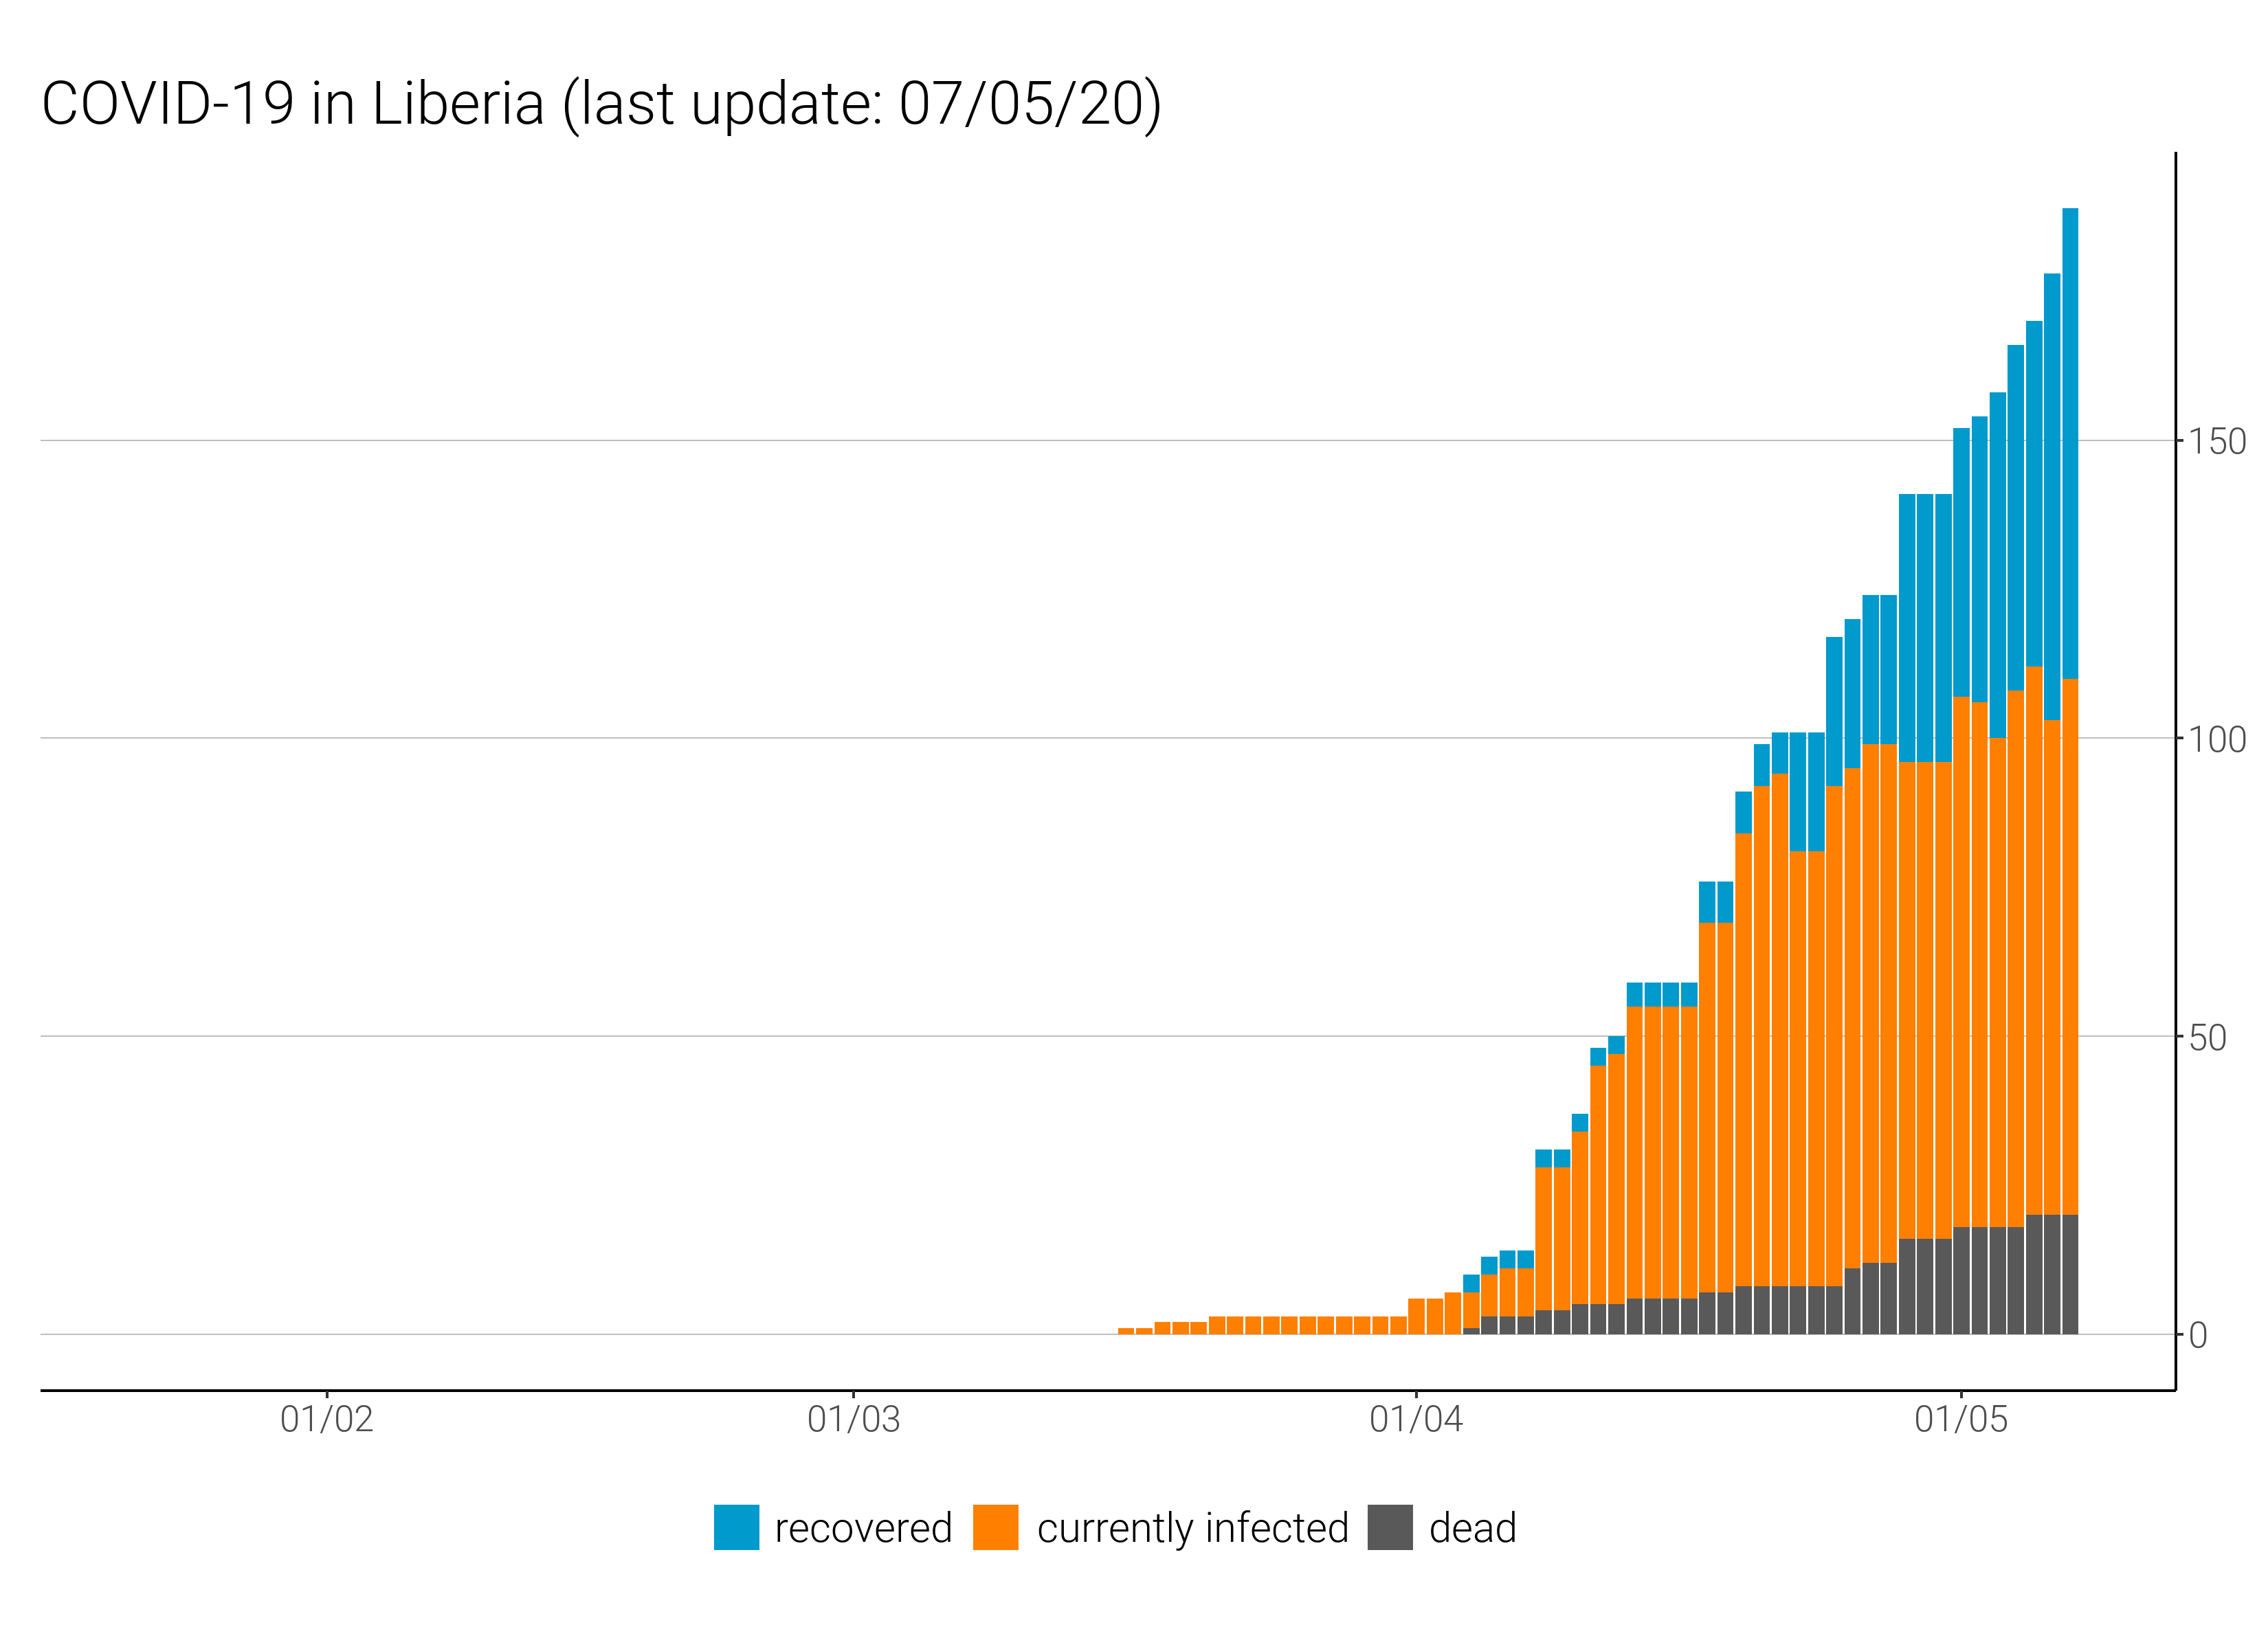 COVID-19 in Liberia (last update: 07/05/20)
150
100
50
0
01/02 01/03 01/04 01/05
recovered currently infected dead